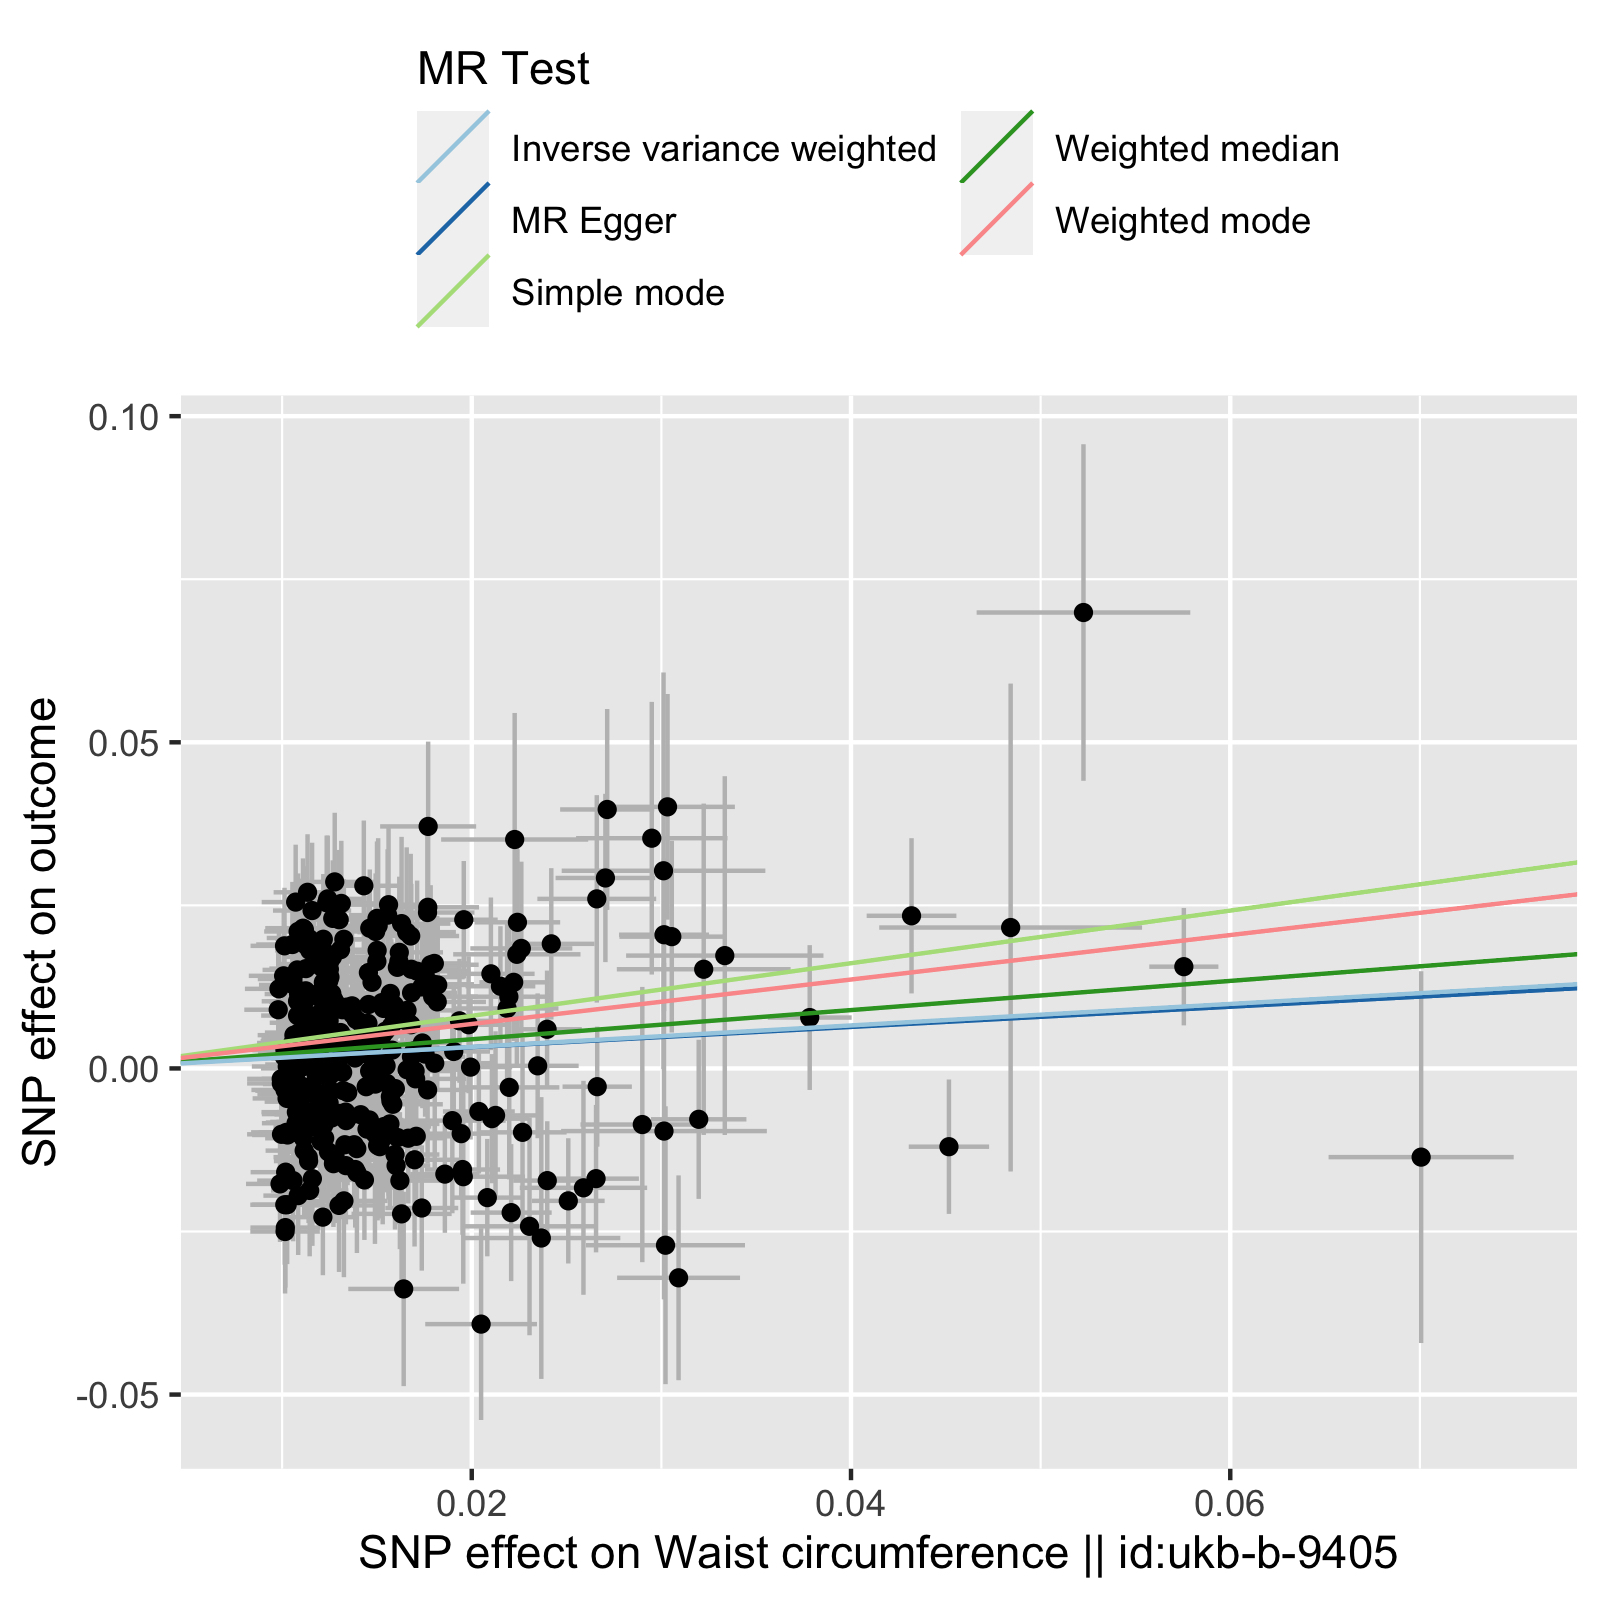 MR Test
Inverse variance weighted
MR Egger
Simple mode
Weighted median
Weighted mode
0.10
0.05
0.00
-0.05
SNP effect on outcome
0.02
0.04
0.06
SNP effect on Waist circumference || id:ukb-b-9405